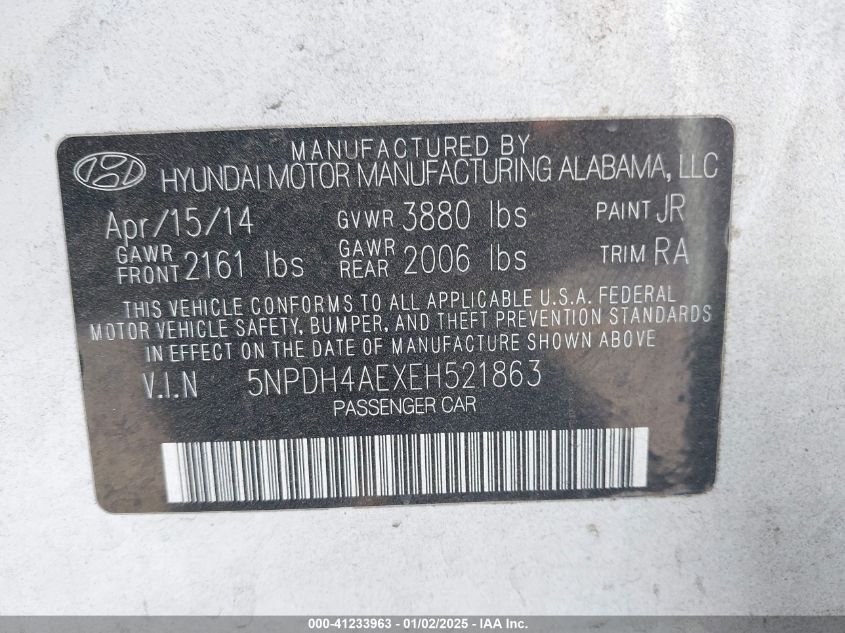 MANUFACTURED BY
HYUNDAI MOTOR MANUFACTURING ALABAMA, LLC
Apr/15/14 GVWR 3880 lbs PAINT JR
GAWR FRONT 2161 lbs GAWR REAR 2006 lbs TRIM RA
THIS VEHICLE CONFORMS TO ALL APPLICABLE U.S.A. FEDERAL
MOTOR VEHICLE SAFETY, BUMPER, AND THEFT PREVENTION STANDARDS
IN EFFECT ON THE DATE OF MANUFACTURE SHOWN ABOVE
V.I.N 5NPDH4AEXEH521863
PASSENGER CAR
000-41233963 - 01/02/2025 - IAA Inc.